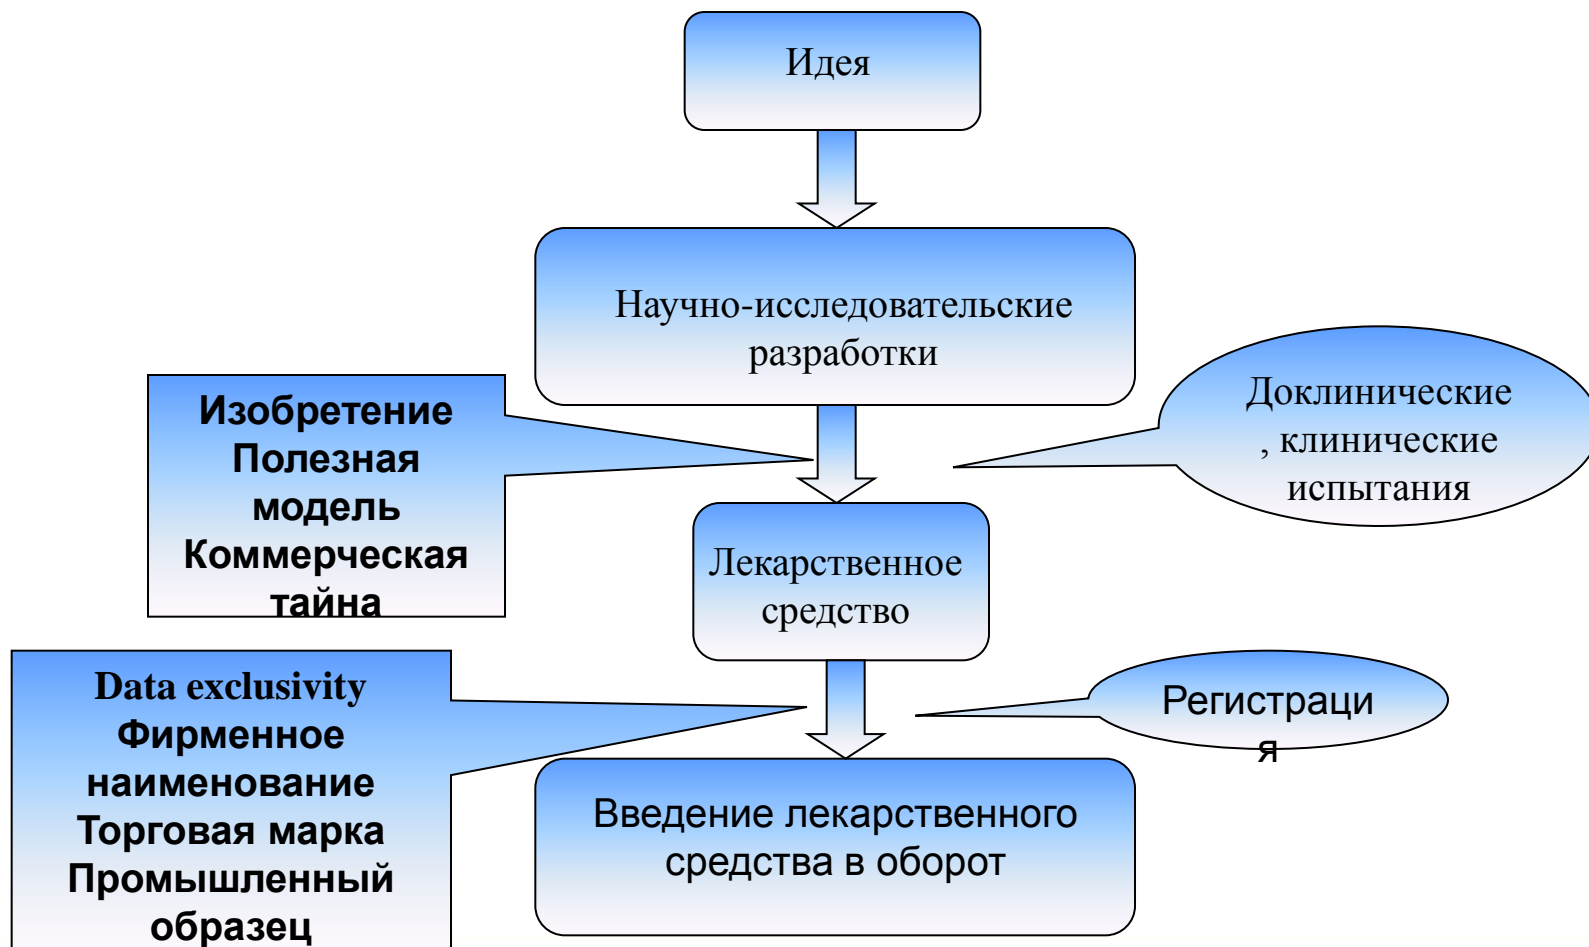 Идея
Научно-исследовательские
разработки
Изобретение
Полезная
модель
Коммерческая
тайна
Доклинические
, клинические
испытания
Лекарственное
средство
Data exclusivity
Фирменное
наименование
Торговая марка
Промышленный
образец
Регистраци
я
Введение лекарственного
средства в оборот